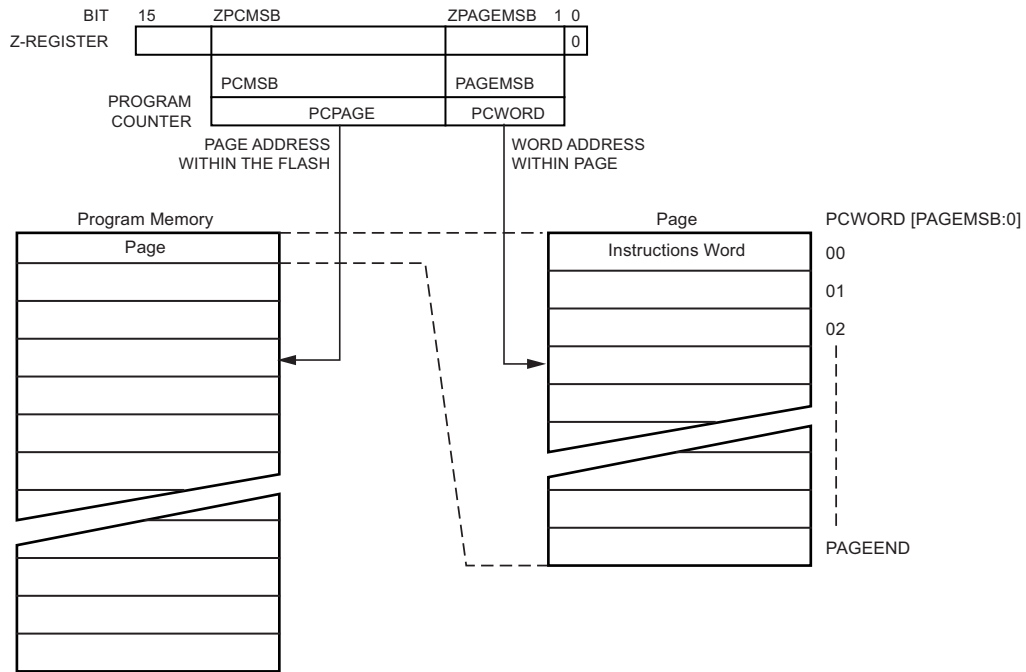 BIT 15 ZPCMSB ZPAGEMSB 1 0
Z-REGISTER 0
PCMSB PAGEMSB
PROGRAM
COUNTER
PCPAGE PCWORD
PAGE ADDRESS
WITHIN THE FLASH
WORD ADDRESS
WITHIN PAGE
Program Memory Page PCWORD [PAGEMSB:0]
Page Instructions Word 00
01
02
PAGEEND